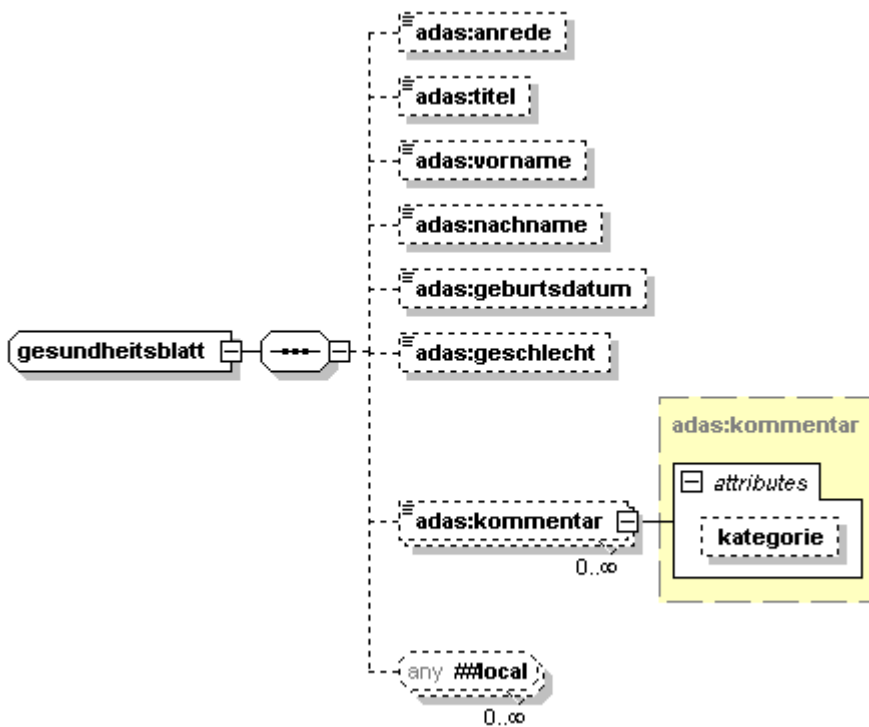 adas:anrede
adas:titel
adas:vorname
adas:nachname
adas:geburtsdatum
gesundheitsblatt
adas:geschlecht
adas:kommentar
attributes
adas:kommentar
kategorie
0..∞
any ##local
0..∞